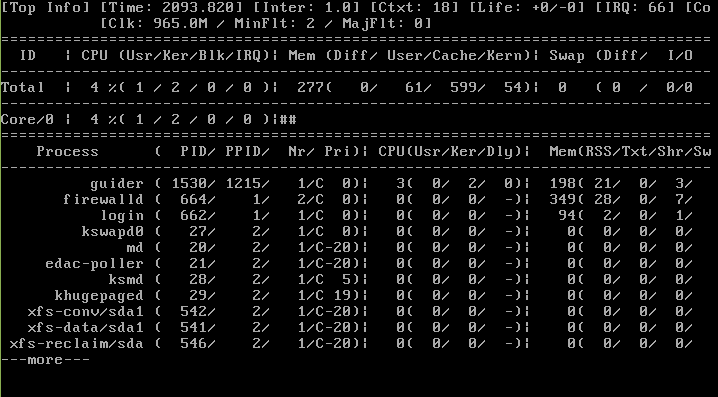 [Top Info] [Time: 2093.820] [Inter: 1.0] [Ctxt: 18] [Life: +0/-0] [IRQ: 66] [Co
[Clk: 965.0M / MinFlt: 2 / MajFlt: 0]
================================================================================
ID ¦ CPU (Usr/Ker/Blk/IRQ)¦ Mem (Diff/ User/Cache/Kern)¦ Swap (Diff/ I/O
--------------------------------------------------------------------------------
Total ¦ 4 %( 1 / 2 / 0 / 0 )¦ 277( 0/ 61/ 599/ 54)¦ 0 ( 0 / 0/0
--------------------------------------------------------------------------------
Core/0 ¦ 4 %( 1 / 2 / 0 / 0 )¦##
================================================================================
Process ( PID/ PPID/ Nr/ Pri)¦ CPU(Usr/Ker/Dly)¦ Mem(RSS/Txt/Shr/Sw
--------------------------------------------------------------------------------
guider ( 1530/ 1215/ 1/C 0)¦ 3( 0/ 2/ 0)¦ 198( 21/ 0/ 3/
firewalld ( 664/ 1/ 2/C 0)¦ 0( 0/ 0/ -)¦ 349( 28/ 0/ 7/
login ( 662/ 1/ 1/C 0)¦ 0( 0/ 0/ -)¦ 94( 2/ 0/ 1/
kswapd0 ( 27/ 2/ 1/C 0)¦ 0( 0/ 0/ -)¦ 0( 0/ 0/ 0/
md ( 20/ 2/ 1/C-20)¦ 0( 0/ 0/ -)¦ 0( 0/ 0/ 0/
edac-poller ( 21/ 2/ 1/C-20)¦ 0( 0/ 0/ -)¦ 0( 0/ 0/ 0/
ksmd ( 28/ 2/ 1/C 5)¦ 0( 0/ 0/ -)¦ 0( 0/ 0/ 0/
khugepaged ( 29/ 2/ 1/C 19)¦ 0( 0/ 0/ -)¦ 0( 0/ 0/ 0/
xfs-conv/sda1 ( 542/ 2/ 1/C-20)¦ 0( 0/ 0/ -)¦ 0( 0/ 0/ 0/
xfs-data/sda1 ( 541/ 2/ 1/C-20)¦ 0( 0/ 0/ -)¦ 0( 0/ 0/ 0/
xfs-reclaim/sda ( 546/ 2/ 1/C-20)¦ 0( 0/ 0/ -)¦ 0( 0/ 0/ 0/
---more---